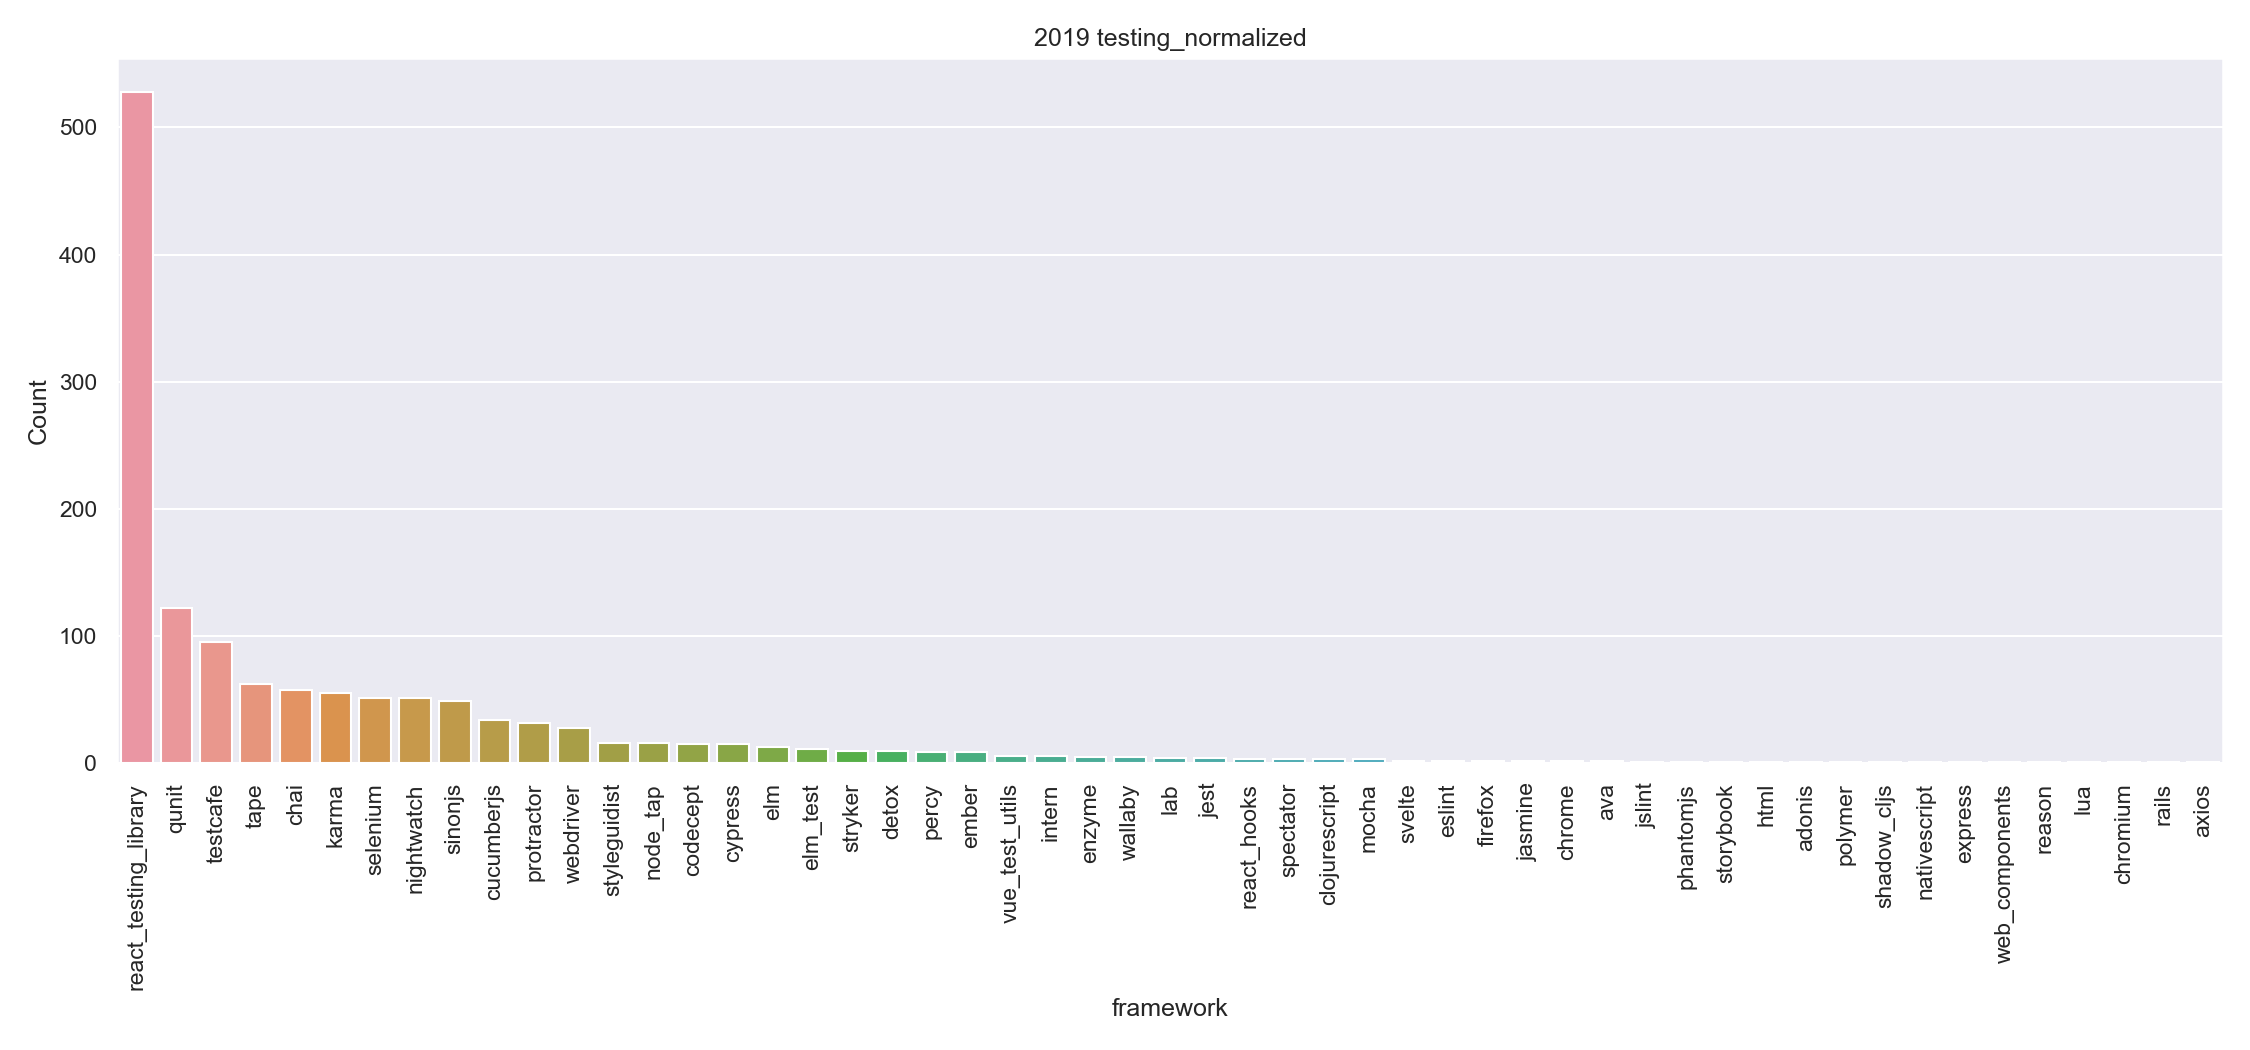 2019 testing_normalized
Count
500
400
300
200
100
0
react_testing_library
qunit
testcafe
tape
chai
karma
selenium
nightwatch
sinonjs
cucumberjs
protractor
webdriver
styleguidist
node_tap
codecept
cypress
elm
elm_test
stryker
detox
percy
ember
vue_test_utils
intern
enzyme
wallaby
lab
jest
react_hooks
spectator
clojurescript
mocha
svelte
eslint
firefox
jasmine
chrome
ava
jslint
phantomjs
storybook
html
adonis
polymer
shadow_cljs
nativescript
express
web_components
reason
lua
chromium
rails
axios
framework